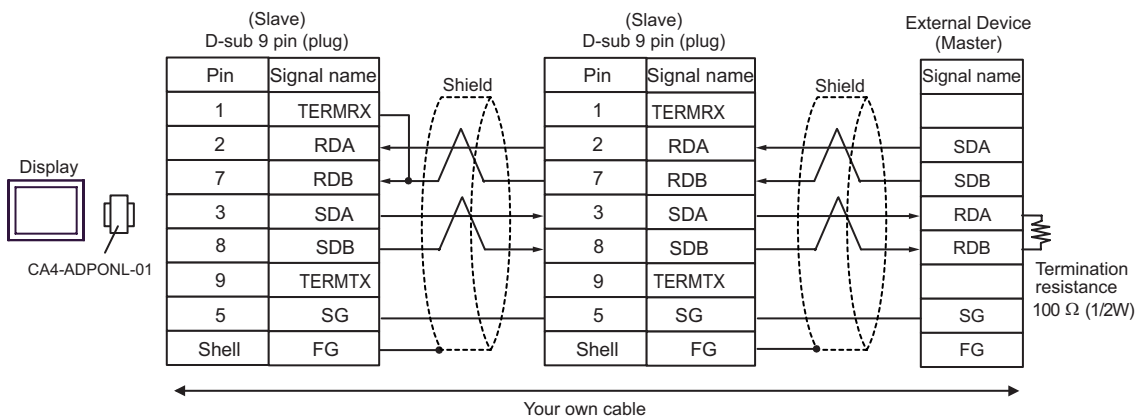 (Slave)
D-sub 9 pin (plug)
(Slave)
D-sub 9 pin (plug)
External Device
(Master)
Pin Signal name
Shield
Pin Signal name
Shield
Signal name
1 TERMRX
1 TERMRX
2 RDA
2 RDA
SDA
Display
7 RDB
7 RDB
SDB
3 SDA
3 SDA
RDA
8 SDB
8 SDB
RDB
CA4-ADPONL-01
9 TERMTX
9 TERMTX
Termination
resistance
100 Ω (1/2W)
5 SG
5 SG
SG
Shell FG
Shell FG
FG
Your own cable